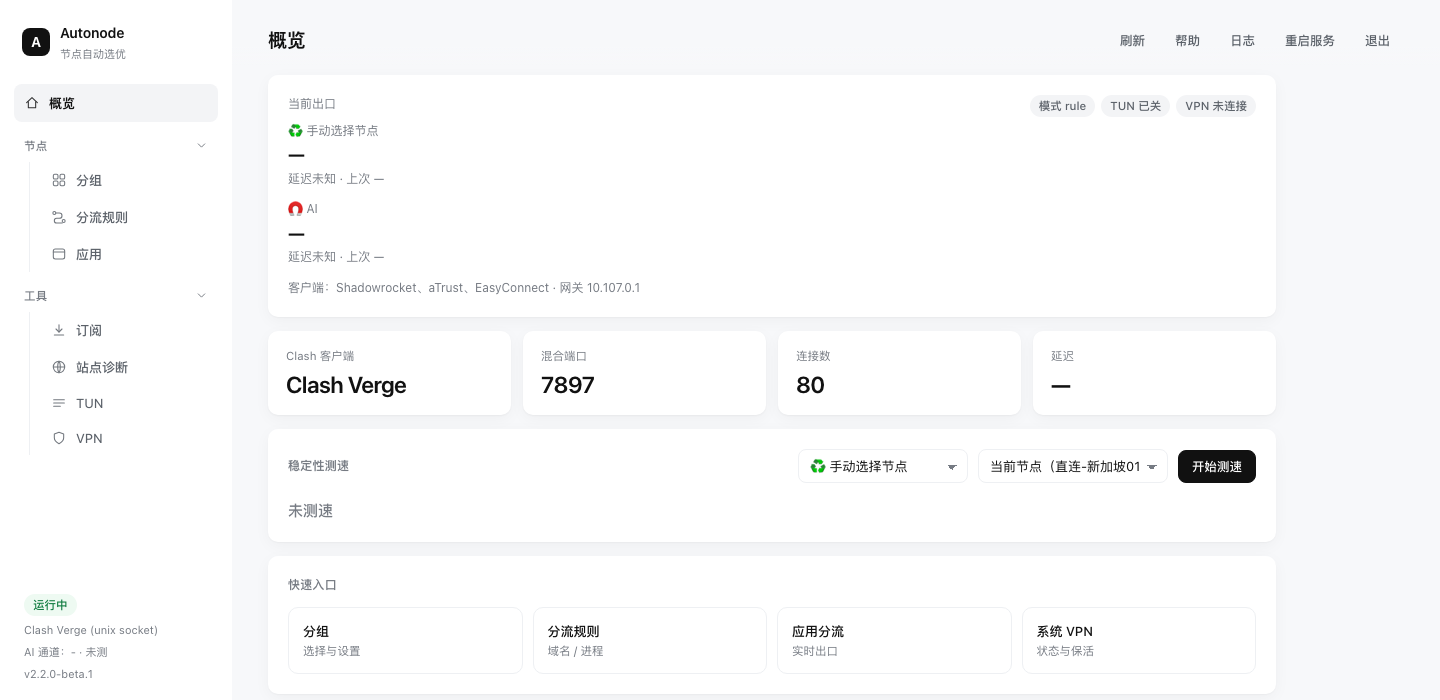 A
Autonode
节点自动选优
概览
节点
分组
分流规则
应用
工具
订阅
站点诊断
TUN
VPN
运行中
Clash Verge (unix socket)
AI 通道：- · 未测
v2.2.0-beta.1
概览
刷新
帮助
日志
重启服务
退出
当前出口
模式 rule
TUN 已关
VPN 未连接
♻️ 手动选择节点
—
延迟未知 · 上次 —
AI
—
延迟未知 · 上次 —
客户端：Shadowrocket、aTrust、EasyConnect · 网关 10.107.0.1
Clash 客户端
Clash Verge
混合端口
7897
连接数
80
延迟
—
稳定性测速
♻️ 手动选择节点
当前节点（直连-新加坡01
开始测速
未测速
快速入口
分组
选择与设置
分流规则
域名 / 进程
应用分流
实时出口
系统 VPN
状态与保活